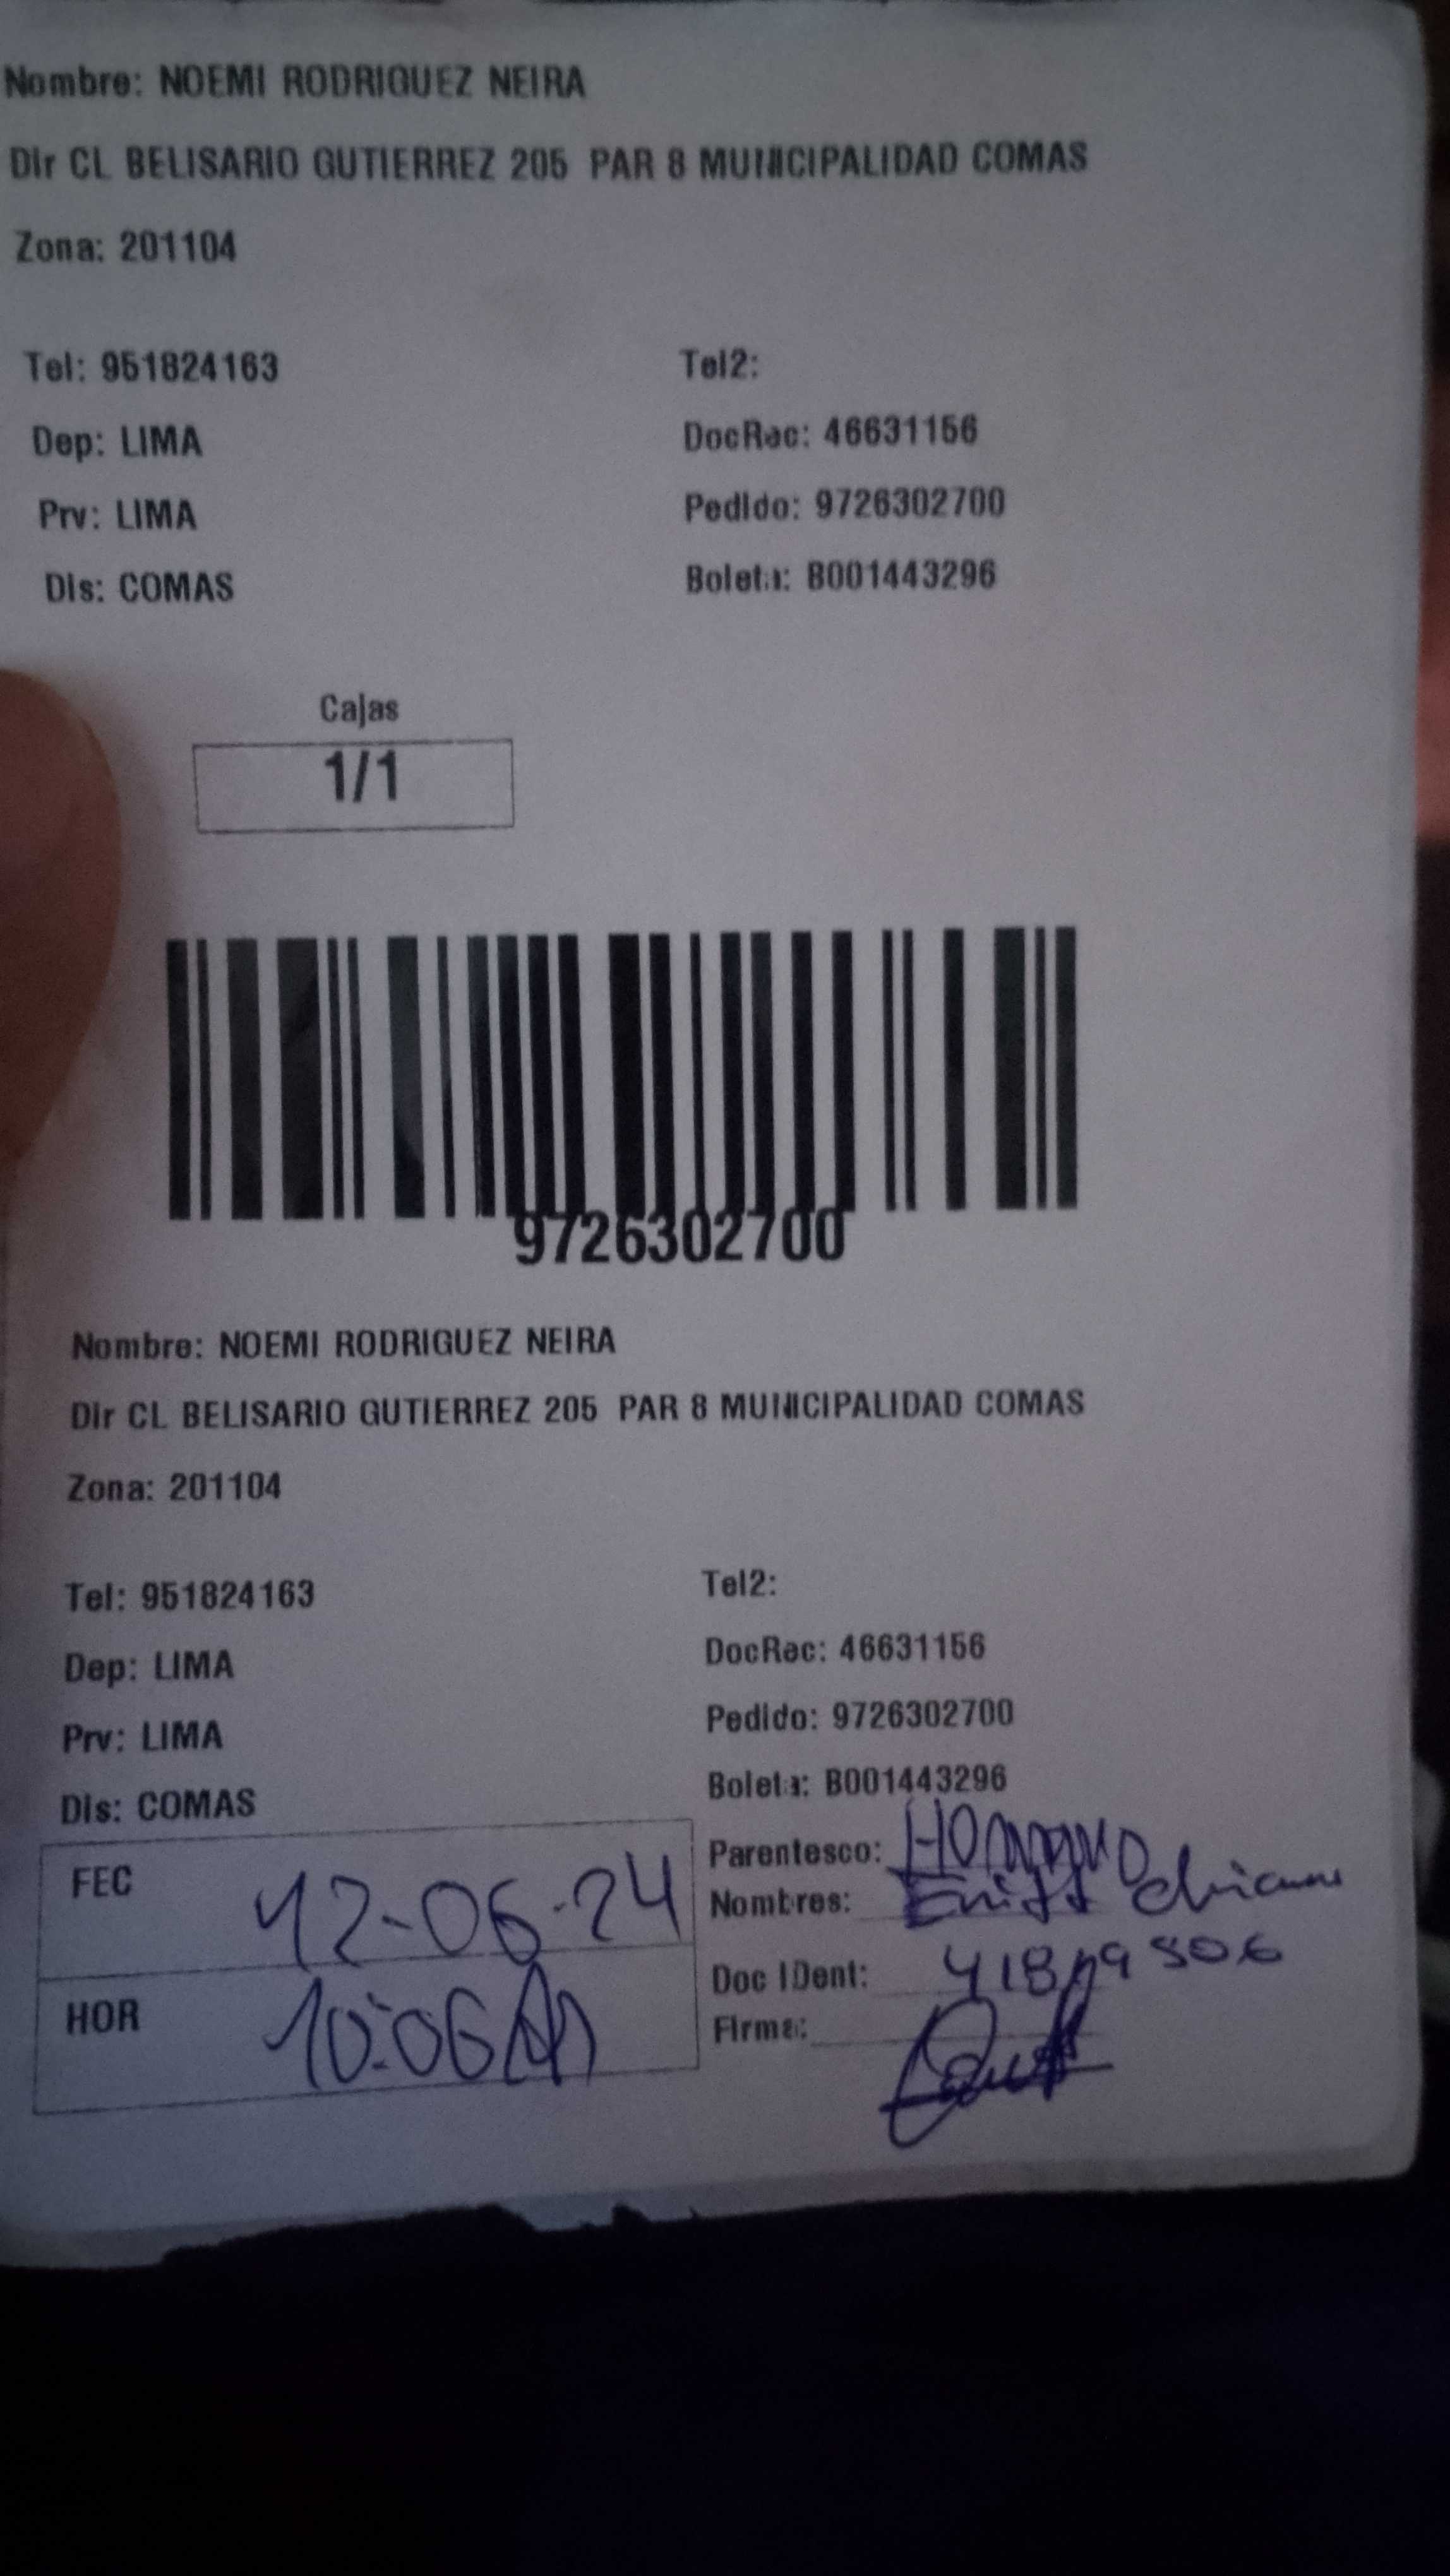 Nombre: NOEMI RODRIGUEZ NEIRA
Dir CL BELISARIO GUTIERREZ 205 PAR 8 MUNICIPALIDAD COMAS
Zona: 201104
Tel: 951824163 Tel2:
Dep: LIMA DocRec: 46631156
Prv: LIMA Pedido: 9726302700
Dis: COMAS Boleta: B001443296
Cajas
1/1
9726302700
Nombre: NOEMI RODRIGUEZ NEIRA
Dir CL BELISARIO GUTIERREZ 205 PAR 8 MUNICIPALIDAD COMAS
Zona: 201104
Tel: 951824163 Tel2:
Dep: LIMA DocRec: 46631156
Prv: LIMA Pedido: 9726302700
Dis: COMAS Boleta: B001443296
FEC 12-06-24 Parentesco:
Nombres:
HOR 10:06 Am Doc IDent:
Firma: